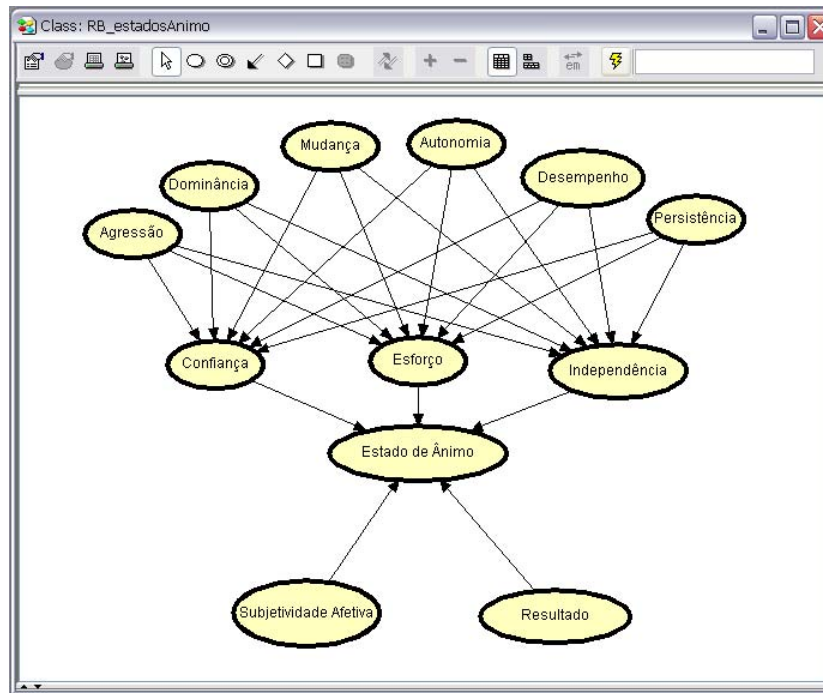 Class: RB_estadosAnimo
em
Mudança
Autonomia
Dominância
Desempenho
Agressão
Persistência
Confiança
Esforço
Independência
Estado de Ânimo
Subjetividade Afetiva
Resultado